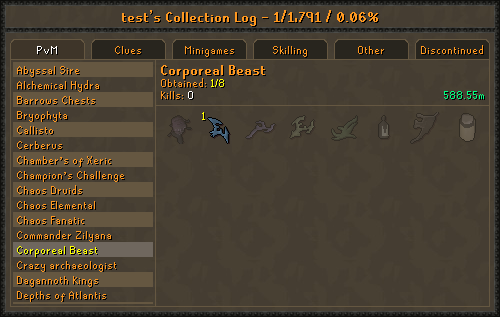 test's Collection Log - 1/1,791 / 0.06%
PvM Clues Minigames Skilling Other Discontinued
Abyssal Sire
Alchemical Hydra
Barrows Chests
Bryophyta
Callisto
Cerberus
Chamber's of Xeric
Champion's Challenge
Chaos Druids
Chaos Elemental
Chaos Fanatic
Commander Zilyana
Corporeal Beast
Crazy archaeologist
Dagannoth Kings
Depths of Atlantis
Corporeal Beast
Obtained: 1/8
Kills: 0 588.55m
1